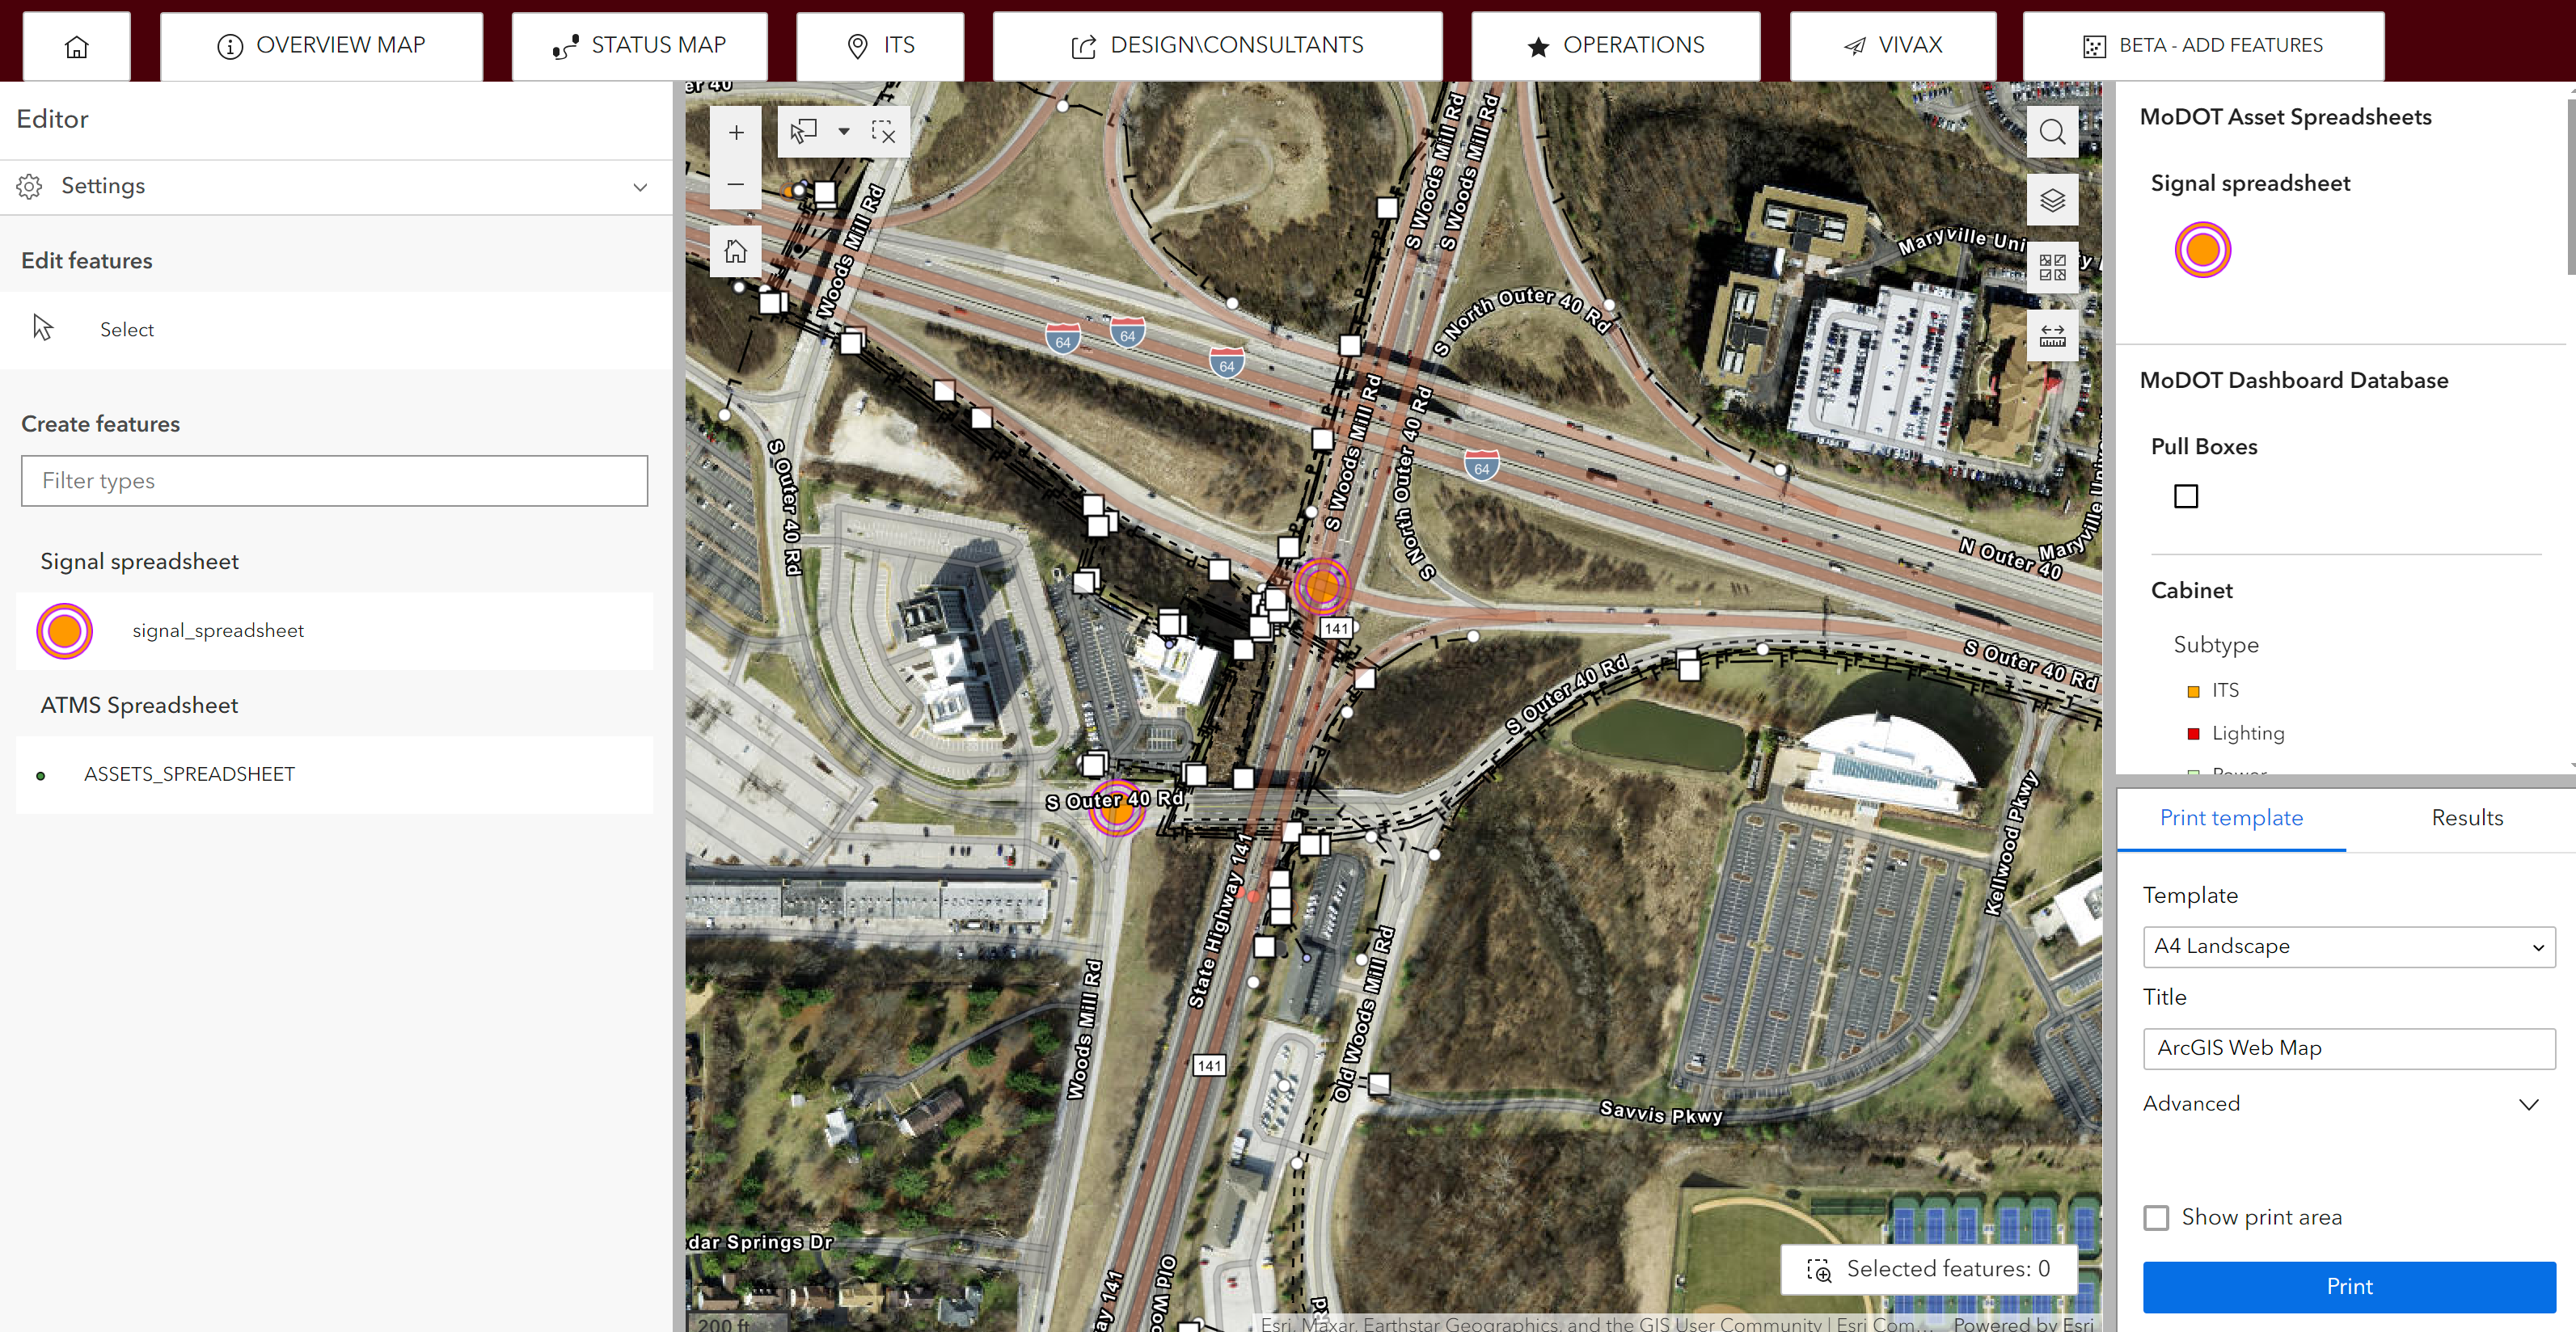 OVERVIEW MAP
STATUS MAP
ITS
DESIGN\CONSULTANTS
OPERATIONS
VIVAX
BETA - ADD FEATURES
Editor
Settings
Edit features
Select
Create features
Filter types
Signal spreadsheet
signal_spreadsheet
ATMS Spreadsheet
ASSETS_SPREADSHEET
er 40
Woods Mill Rd
S Woods Mill Rd
S Woods Mill Rd
64
64
64
64
S North Outer 40 Rd
S Outer 40 Rd
S Woods Mill Rd
North Outer 40 Rd
S North
N Outer 40
Maryville
141
S Outer 40 Rd
S Outer 40 Rd
S Outer 40 Rd
State Highway 141
Kellwood Pkwy
Woods Mill Rd
Old Woods Mill Rd
141
Savvis Pkwy
dar Springs Dr
ay 141
Rd
200 ft
Selected features: 0
Esri, Maxar, Earthstar Geographics, and the GIS User Community | Esri Com...
Powered by Esri
MoDOT Asset Spreadsheets
Signal spreadsheet
MoDOT Dashboard Database
Pull Boxes
Cabinet
Subtype
ITS
Lighting
Power
Print template
Results
Template
A4 Landscape
Title
ArcGIS Web Map
Advanced
Show print area
Print